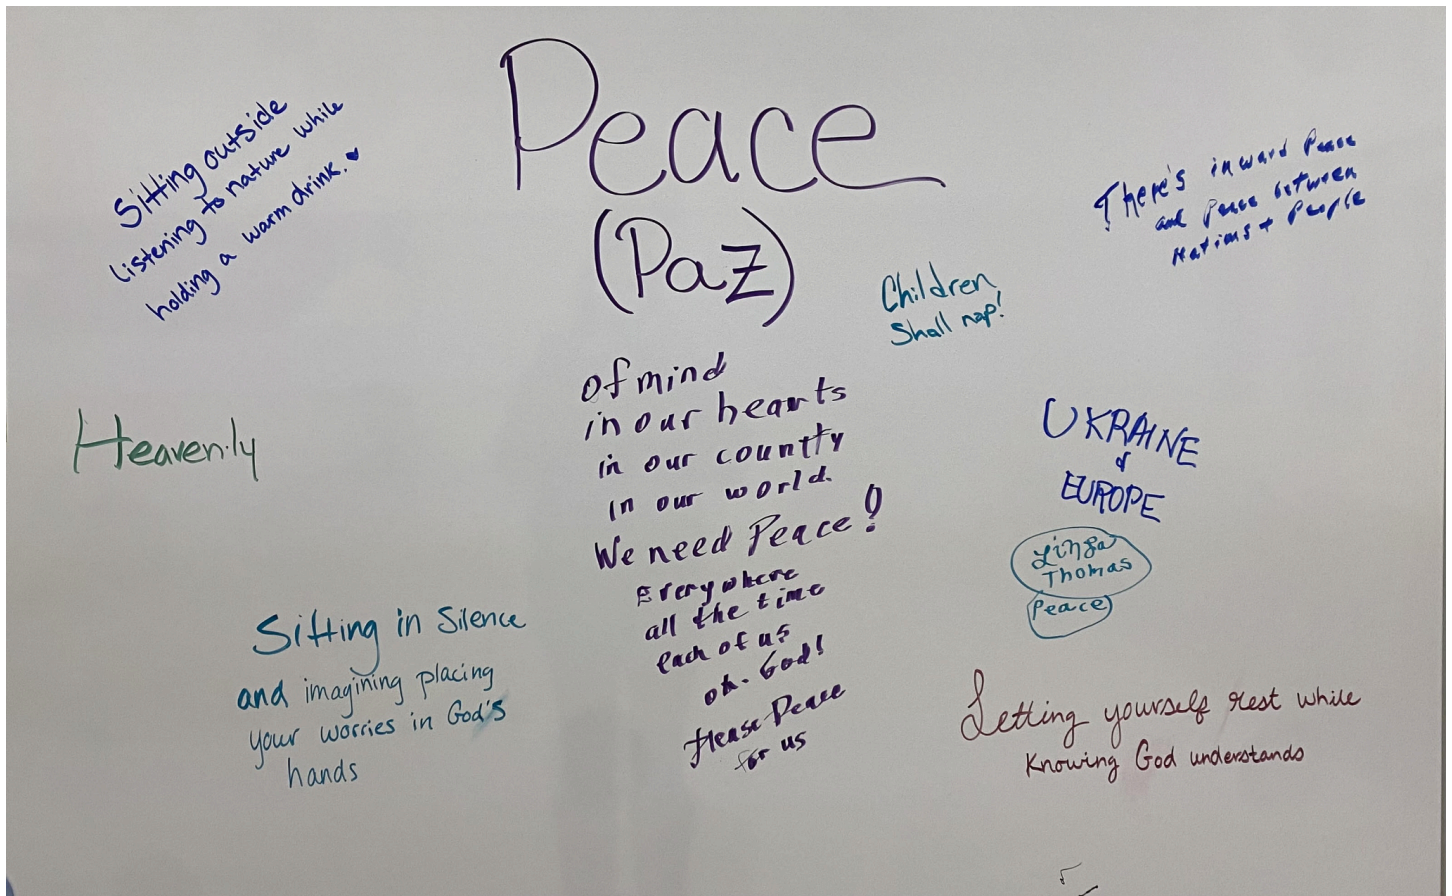 Peace
(Paz)
Sitting outside
listening to nature while
holding a warm drink. ♥
There's inward Peace
and Peace between
Nations + People
Children
Shall nap!
of mind
in our hearts
in our country
in our world.
We need Peace!
Everywhere
all the time
each of us
oh. God!
Please Peace
for us
Heavenly
UKRAINE
&
EUROPE
Thomas
Peace
Sitting in Silence
and imagining placing
your worries in God's
hands
Letting yourself rest while
Knowing God understands